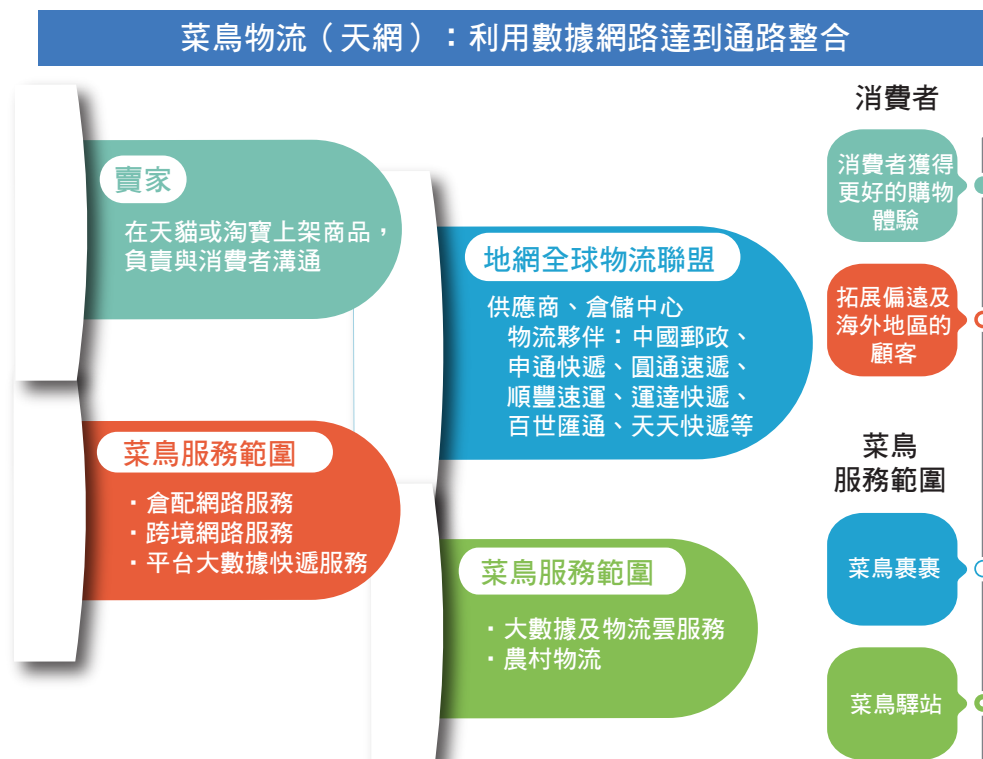 菜鳥物流（天網）：利用數據網路達到通路整合
賣家
在天貓或淘寶上架商品，
負責與消費者溝通
菜鳥服務範圍
・倉配網路服務
・跨境網路服務
・平台大數據快遞服務
地網全球物流聯盟
供應商、倉儲中心
物流夥伴：中國郵政、
申通快遞、圓通速遞、
順豐速運、運達快遞、
百世匯通、天天快遞等
菜鳥服務範圍
・大數據及物流雲服務
・農村物流
消費者
消費者獲得
更好的購物
體驗
拓展偏遠及
海外地區的
顧客
菜鳥
服務範圍
菜鳥裹裹
菜鳥驛站